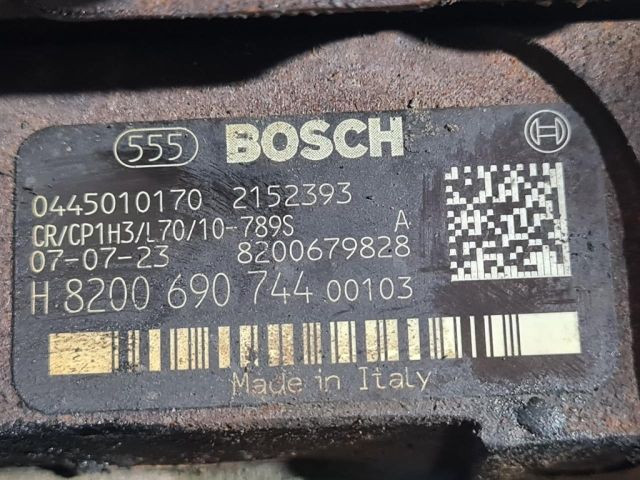 555 BOSCH
0445010170 2152393
CR/CP1H3/L70/10-789S A
07-07-23 8200679828
H 8200 690 744 00103
Made in Italy